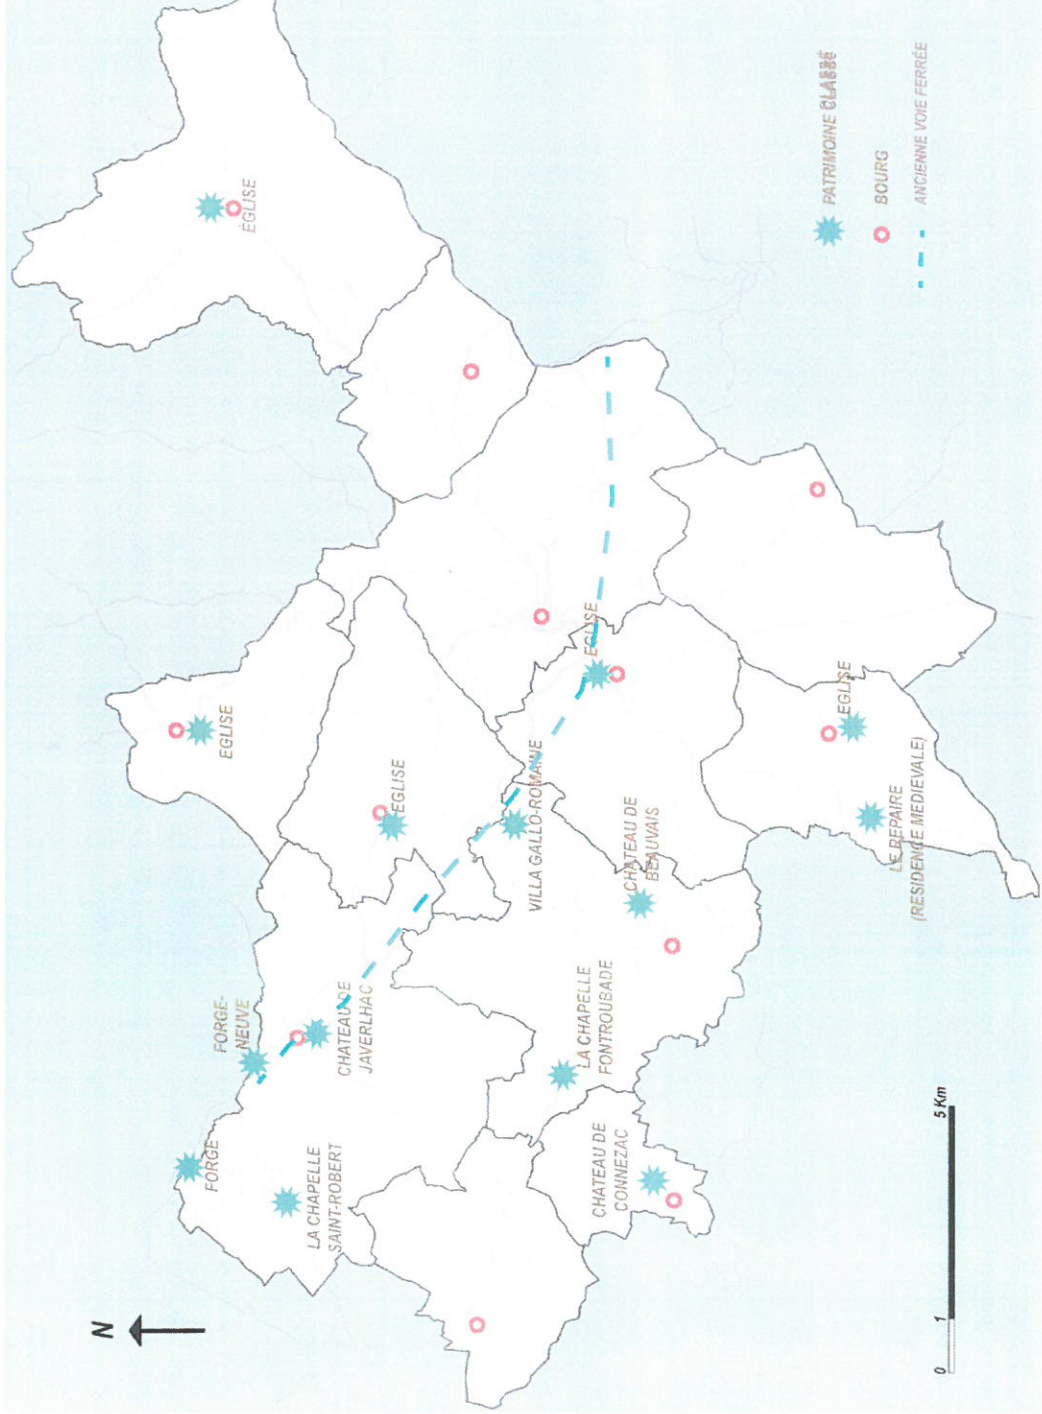 N
FORGE
LA CHAPELLE
SAINT-ROBERT
FORGE-
NEUVE
CHATEAU DE
JAVERLHAC
EGLISE
EGLISE
ÉGLISE
CHATEAU DE
CONNEZAC
LA CHAPELLE
FONTROUBADE
VILLA GALLO-ROMAINE
CHATEAU DE
BEAUVAIS
EGLISE
LE REPAIRE
(RESIDENCE MEDIEVALE)
EGLISE
PATRIMOINE CLASSÉ
BOURG
ANCIENNE VOIE FERRÉE
0 1 5 Km